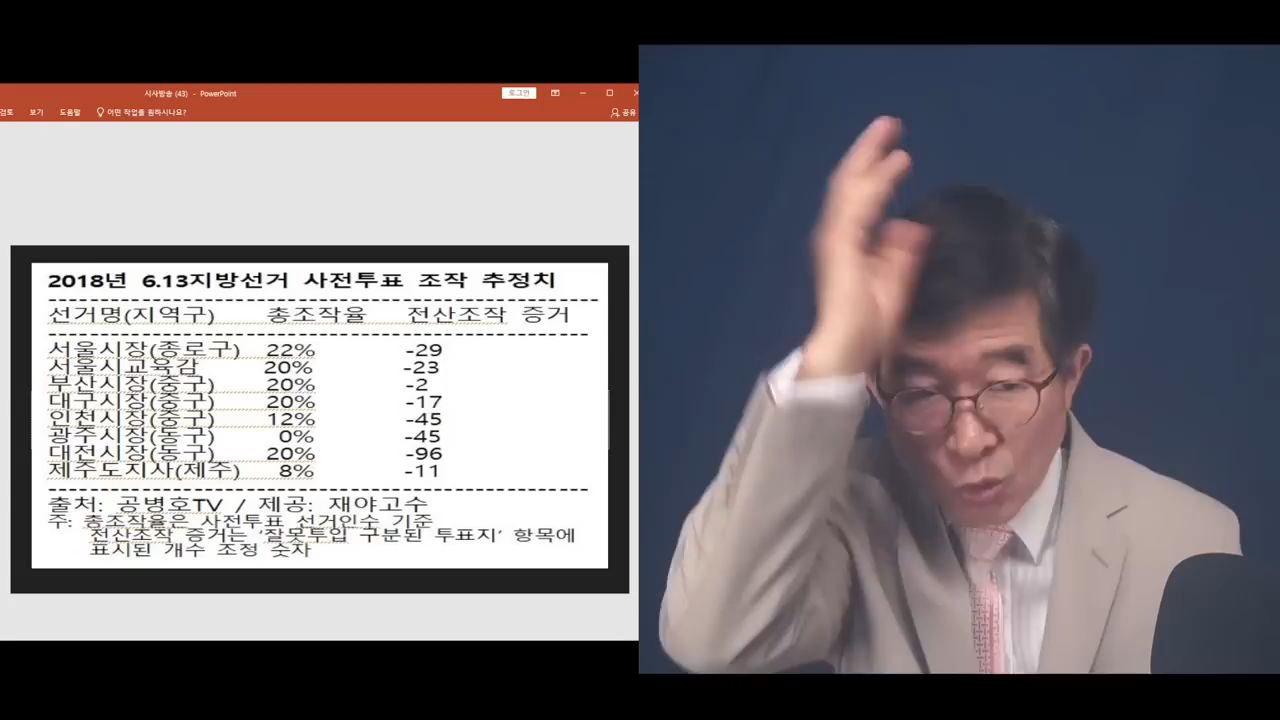 시사방송 (43) - PowerPoint
로그인
검토 보기 도움말 어떤 작업을 원하시나요? 공유
2018년 6.13지방선거 사전투표 조작 추정치
선거명(지역구) 총조작율 전산조작 증거
서울시장(종로구) 22% -29
서울시교육감 20% -23
부산시장(중구) 20% -2
대구시장(중구) 20% -17
인천시장(중구) 12% -45
광주시장(동구) 0% -45
대전시장(동구) 20% -96
제주도지사(제주) 8% -11
출처: 공병호TV / 제공: 재야고수
주: 총조작율은 사전투표 선거인수 기준
전산조작 증거는 '잘못투입 구분된 투표지' 항목에
표시된 개수 조정 숫자